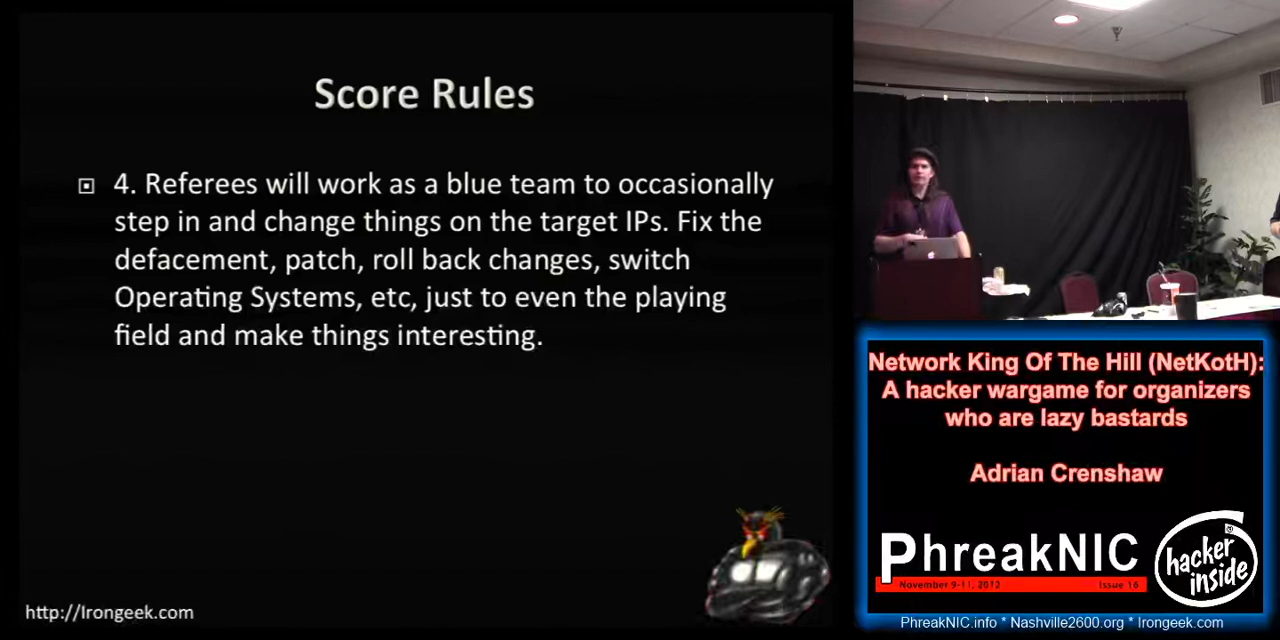 Score Rules
4. Referees will work as a blue team to occasionally
step in and change things on the target IPs. Fix the
defacement, patch, roll back changes, switch
Operating Systems, etc, just to even the playing
field and make things interesting.
http://Irongeek.com
Network King Of The Hill (NetKotH):
A hacker wargame for organizers
who are lazy bastards
Adrian Crenshaw
PhreakNIC
November 9-11, 2012 Issue 16
hacker
inside
PhreakNIC.info * Nashville2600.org * Irongeek.com